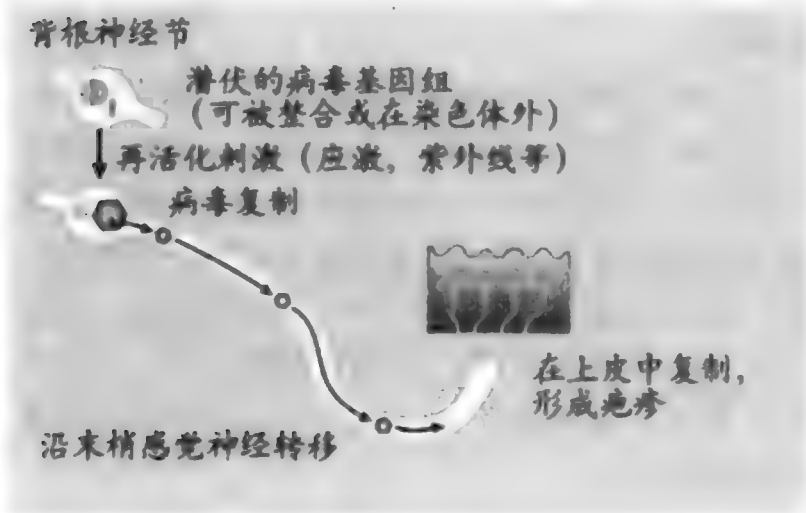 背根神经节
潜伏的病毒基因组
(可被整合或在染色体外)
再活化刺激(应激,紫外线等)
病毒复制
在上皮中复制,
形成疱疹
沿末梢感觉神经转移